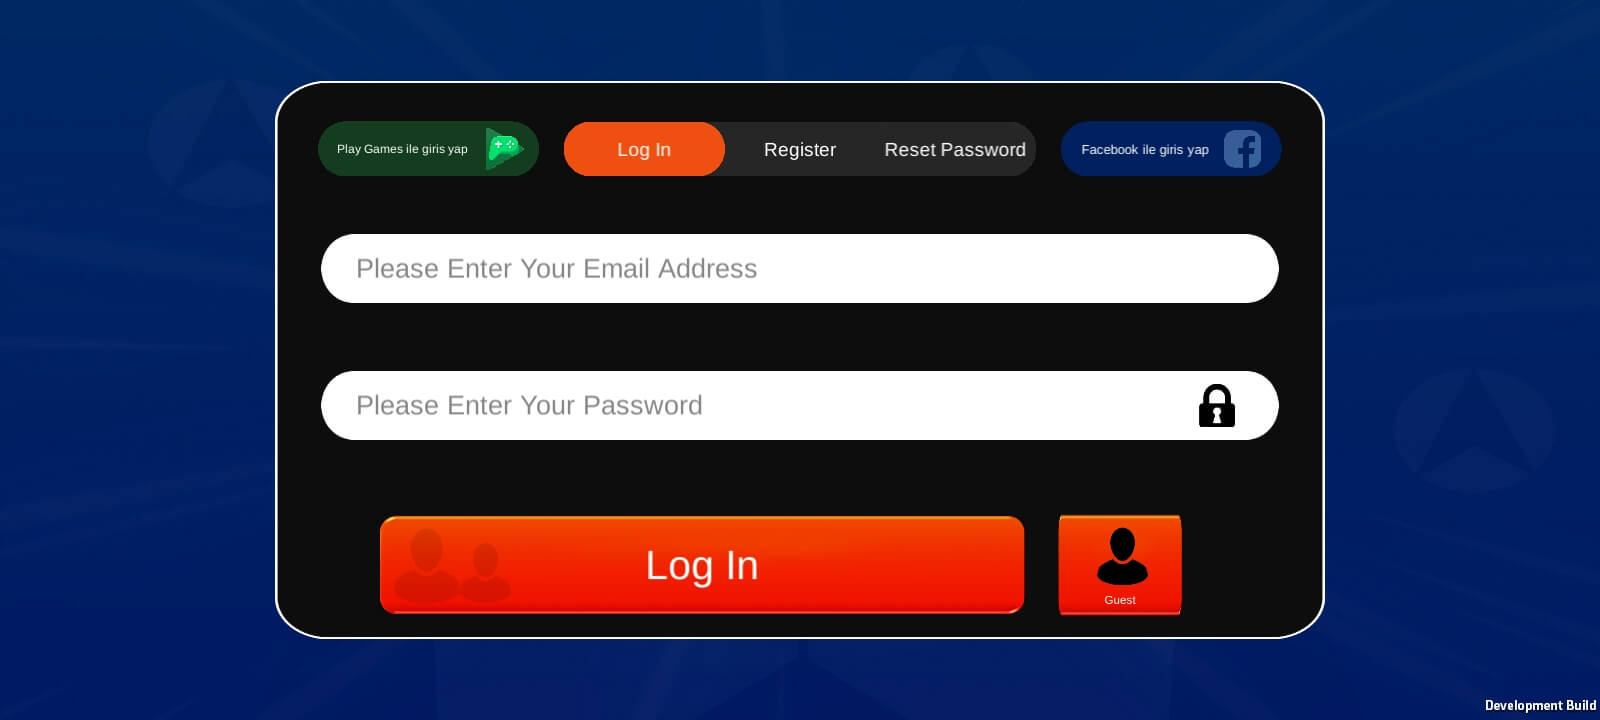 Play Games ile giris yap
Log In
Register
Reset Password
Facebook ile giris yap
Please Enter Your Email Address
Please Enter Your Password
Log In
Guest
Development Build